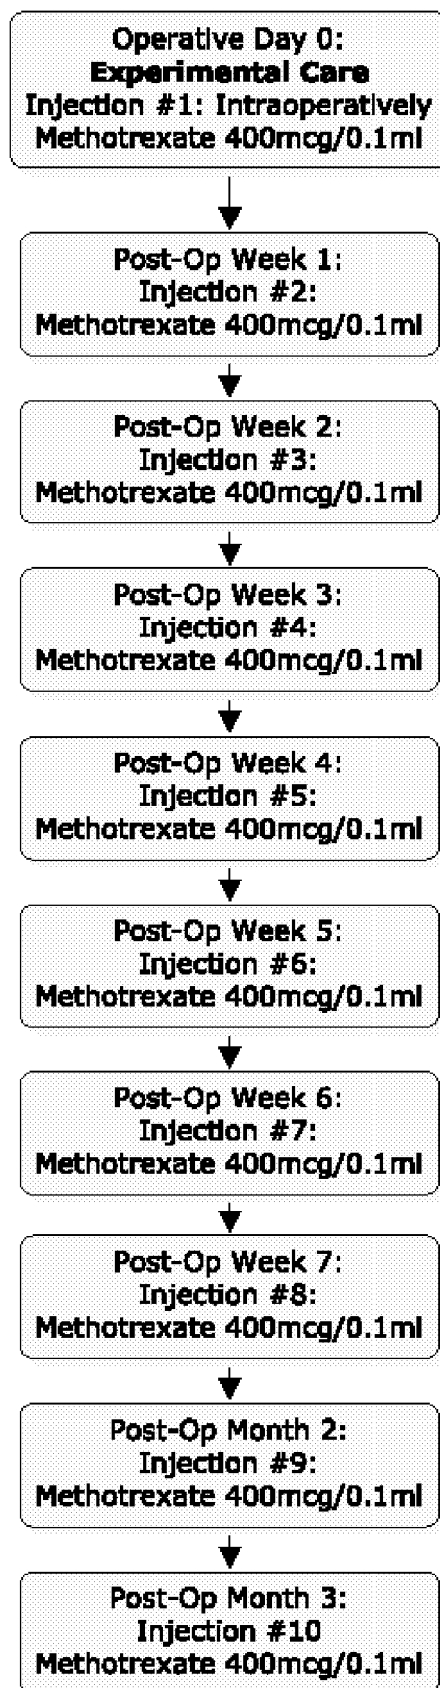 Operative Day 0:
Experimental Care
Injection #1: Intraoperatively
Methotrexate 400mcg/0.1ml
Post-Op Week 1:
Injection #2:
Methotrexate 400mcg/0.1ml
Post-Op Week 2:
Injection #3:
Methotrexate 400mcg/0.1ml
Post-Op Week 3:
Injection #4:
Methotrexate 400mcg/0.1ml
Post-Op Week 4:
Injection #5:
Methotrexate 400mcg/0.1ml
Post-Op Week 5:
Injection #6:
Methotrexate 400mcg/0.1ml
Post-Op Week 6:
Injection #7:
Methotrexate 400mcg/0.1ml
Post-Op Week 7:
Injection #8:
Methotrexate 400mcg/0.1ml
Post-Op Month 2:
Injection #9:
Methotrexate 400mcg/0.1ml
Post-Op Month 3:
Injection #10
Methotrexate 400mcg/0.1ml